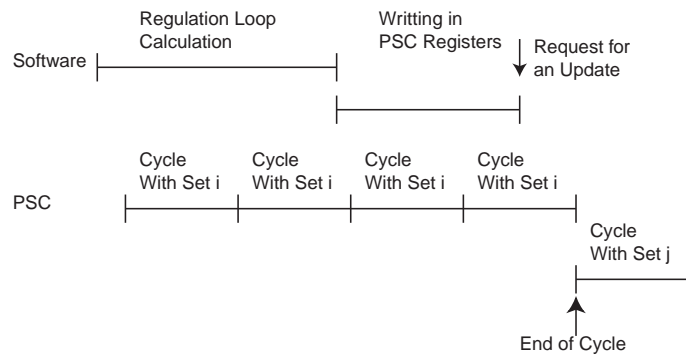 Regulation Loop
Calculation
Writting in
PSC Registers
Software
Request for
an Update
Cycle
With Set i
Cycle
With Set i
Cycle
With Set i
Cycle
With Set i
PSC
Cycle
With Set j
End of Cycle